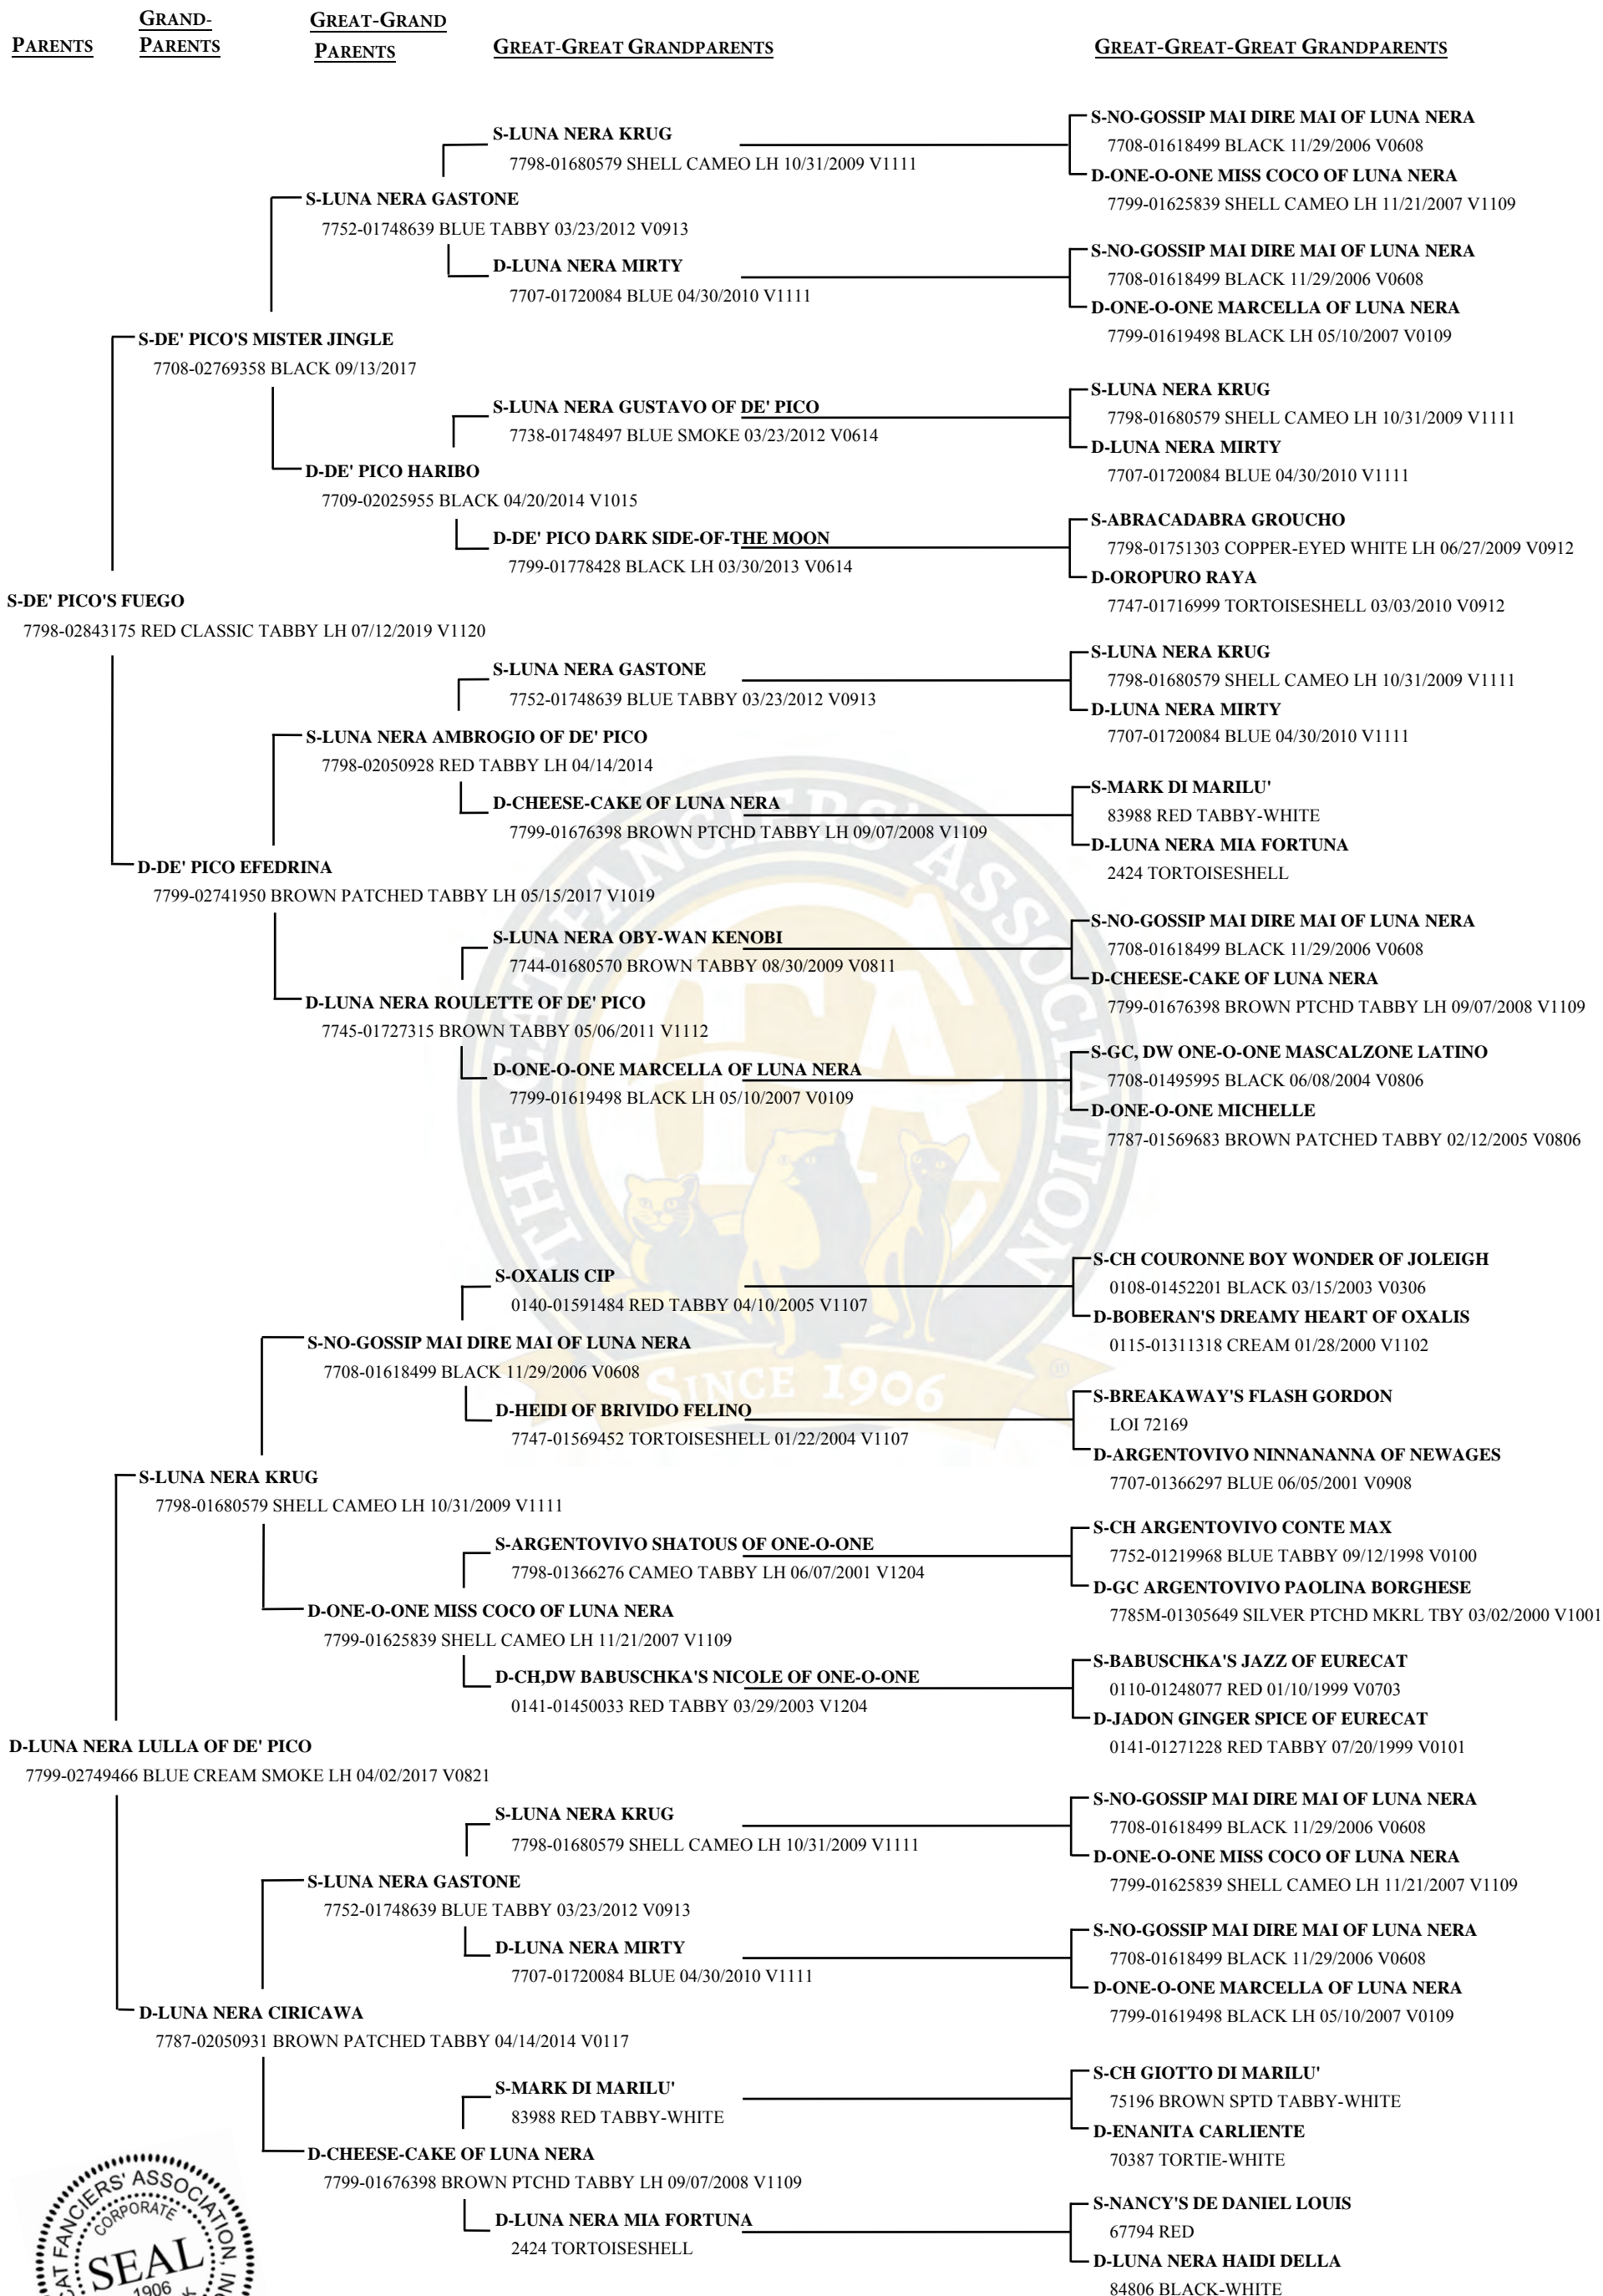 PARENTS
GRAND-
PARENTS
GREAT-GRAND
PARENTS
GREAT-GREAT GRANDPARENTS
GREAT-GREAT-GREAT GRANDPARENTS
S-NO-GOSSIP MAI DIRE MAI OF LUNA NERA
7708-01618499 BLACK 11/29/2006 V0608
S-LUNA NERA KRUG
7798-01680579 SHELL CAMEO LH 10/31/2009 V1111
D-ONE-O-ONE MISS COCO OF LUNA NERA
7799-01625839 SHELL CAMEO LH 11/21/2007 V1109
S-LUNA NERA GASTONE
7752-01748639 BLUE TABBY 03/23/2012 V0913
S-NO-GOSSIP MAI DIRE MAI OF LUNA NERA
7708-01618499 BLACK 11/29/2006 V0608
D-LUNA NERA MIRTY
7707-01720084 BLUE 04/30/2010 V1111
D-ONE-O-ONE MARCELLA OF LUNA NERA
7799-01619498 BLACK LH 05/10/2007 V0109
S-DE' PICO'S MISTER JINGLE
7708-02769358 BLACK 09/13/2017
S-LUNA NERA KRUG
7798-01680579 SHELL CAMEO LH 10/31/2009 V1111
S-LUNA NERA GUSTAVO OF DE' PICO
7738-01748497 BLUE SMOKE 03/23/2012 V0614
D-LUNA NERA MIRTY
7707-01720084 BLUE 04/30/2010 V1111
D-DE' PICO HARIBO
7709-02025955 BLACK 04/20/2014 V1015
S-ABRACADABRA GROUCHO
7798-01751303 COPPER-EYED WHITE LH 06/27/2009 V0912
D-DE' PICO DARK SIDE-OF-THE MOON
7799-01778428 BLACK LH 03/30/2013 V0614
D-OROPURO RAYA
7747-01716999 TORTOISESHELL 03/03/2010 V0912
S-DE' PICO'S FUEGO
7798-02843175 RED CLASSIC TABBY LH 07/12/2019 V1120
S-LUNA NERA KRUG
7798-01680579 SHELL CAMEO LH 10/31/2009 V1111
S-LUNA NERA GASTONE
7752-01748639 BLUE TABBY 03/23/2012 V0913
D-LUNA NERA MIRTY
7707-01720084 BLUE 04/30/2010 V1111
S-LUNA NERA AMBROGIO OF DE' PICO
7798-02050928 RED TABBY LH 04/14/2014
S-MARK DI MARILU'
83988 RED TABBY-WHITE
D-CHEESE-CAKE OF LUNA NERA
7799-01676398 BROWN PTCHD TABBY LH 09/07/2008 V1109
D-LUNA NERA MIA FORTUNA
2424 TORTOISESHELL
D-DE' PICO EFEDRINA
7799-02741950 BROWN PATCHED TABBY LH 05/15/2017 V1019
S-NO-GOSSIP MAI DIRE MAI OF LUNA NERA
7708-01618499 BLACK 11/29/2006 V0608
S-LUNA NERA OBY-WAN KENOBI
7744-01680570 BROWN TABBY 08/30/2009 V0811
D-CHEESE-CAKE OF LUNA NERA
7799-01676398 BROWN PTCHD TABBY LH 09/07/2008 V1109
D-LUNA NERA ROULETTE OF DE' PICO
7745-01727315 BROWN TABBY 05/06/2011 V1112
S-GC, DW ONE-O-ONE MASCALZONE LATINO
7708-01495995 BLACK 06/08/2004 V0806
D-ONE-O-ONE MARCELLA OF LUNA NERA
7799-01619498 BLACK LH 05/10/2007 V0109
D-ONE-O-ONE MICHELLE
7787-01569683 BROWN PATCHED TABBY 02/12/2005 V0806
THE CAT FANCIERS' ASSOCIATION
CFA
SINCE 1906
®
S-CH COURONNE BOY WONDER OF JOLEIGH
0108-01452201 BLACK 03/15/2003 V0306
S-OXALIS CIP
0140-01591484 RED TABBY 04/10/2005 V1107
D-BOBERAN'S DREAMY HEART OF OXALIS
0115-01311318 CREAM 01/28/2000 V1102
S-NO-GOSSIP MAI DIRE MAI OF LUNA NERA
7708-01618499 BLACK 11/29/2006 V0608
S-BREAKAWAY'S FLASH GORDON
LOI 72169
D-HEIDI OF BRIVIDO FELINO
7747-01569452 TORTOISESHELL 01/22/2004 V1107
D-ARGENTOVIVO NINNANANNA OF NEWAGES
7707-01366297 BLUE 06/05/2001 V0908
S-LUNA NERA KRUG
7798-01680579 SHELL CAMEO LH 10/31/2009 V1111
S-CH ARGENTOVIVO CONTE MAX
7752-01219968 BLUE TABBY 09/12/1998 V0100
S-ARGENTOVIVO SHATOUS OF ONE-O-ONE
7798-01366276 CAMEO TABBY LH 06/07/2001 V1204
D-GC ARGENTOVIVO PAOLINA BORGHESE
7785M-01305649 SILVER PTCHD MKRL TBY 03/02/2000 V1001
D-ONE-O-ONE MISS COCO OF LUNA NERA
7799-01625839 SHELL CAMEO LH 11/21/2007 V1109
S-BABUSCHKA'S JAZZ OF EURECAT
0110-01248077 RED 01/10/1999 V0703
D-CH,DW BABUSCHKA'S NICOLE OF ONE-O-ONE
0141-01450033 RED TABBY 03/29/2003 V1204
D-JADON GINGER SPICE OF EURECAT
0141-01271228 RED TABBY 07/20/1999 V0101
D-LUNA NERA LULLA OF DE' PICO
7799-02749466 BLUE CREAM SMOKE LH 04/02/2017 V0821
S-NO-GOSSIP MAI DIRE MAI OF LUNA NERA
7708-01618499 BLACK 11/29/2006 V0608
S-LUNA NERA KRUG
7798-01680579 SHELL CAMEO LH 10/31/2009 V1111
D-ONE-O-ONE MISS COCO OF LUNA NERA
7799-01625839 SHELL CAMEO LH 11/21/2007 V1109
S-LUNA NERA GASTONE
7752-01748639 BLUE TABBY 03/23/2012 V0913
S-NO-GOSSIP MAI DIRE MAI OF LUNA NERA
7708-01618499 BLACK 11/29/2006 V0608
D-LUNA NERA MIRTY
7707-01720084 BLUE 04/30/2010 V1111
D-ONE-O-ONE MARCELLA OF LUNA NERA
7799-01619498 BLACK LH 05/10/2007 V0109
D-LUNA NERA CIRICAWA
7787-02050931 BROWN PATCHED TABBY 04/14/2014 V0117
S-CH GIOTTO DI MARILU'
75196 BROWN SPTD TABBY-WHITE
S-MARK DI MARILU'
83988 RED TABBY-WHITE
D-ENANITA CARLIENTE
70387 TORTIE-WHITE
D-CHEESE-CAKE OF LUNA NERA
7799-01676398 BROWN PTCHD TABBY LH 09/07/2008 V1109
S-NANCY'S DE DANIEL LOUIS
67794 RED
D-LUNA NERA MIA FORTUNA
2424 TORTOISESHELL
D-LUNA NERA HAIDI DELLA
84806 BLACK-WHITE
CAT FANCIERS' ASSOCIATION, INC
CORPORATE
SEAL
1906